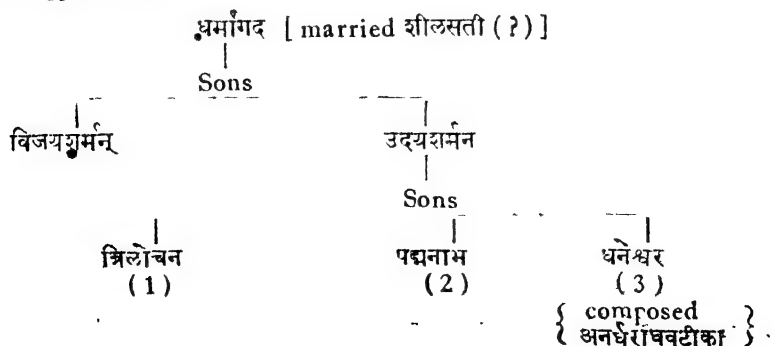 धर्मांगद [ married शीलसती (?) ]
Sons
विजयशर्मन् उदयशर्मन
Sons
त्रिलोचन पद्मनाभ धनेश्वर
(1) (2) (3)
{ composed }
{ अनर्घराघवटीका }